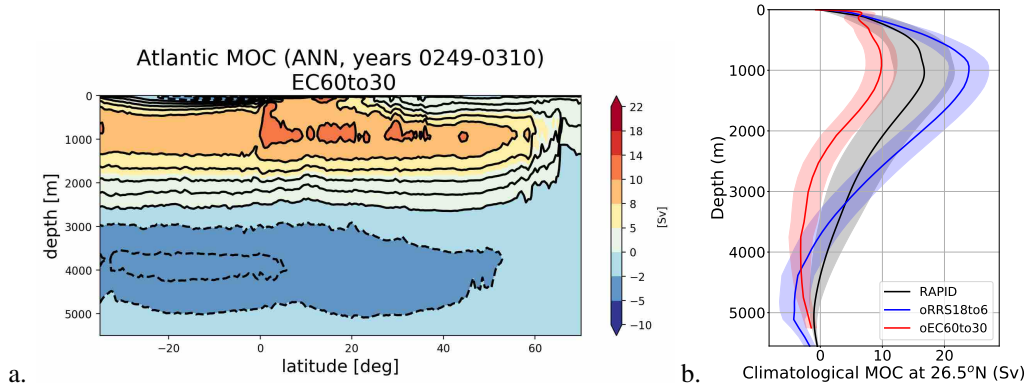 Atlantic MOC (ANN, years 0249-0310)
EC60to30
0
1000
2000
3000
4000
5000
depth [m]
−20
0
20
40
60
latitude [deg]
22
18
14
10
8
5
0
−2
−5
−10
[Sv]
a.
0
1000
2000
3000
4000
5000
Depth (m)
RAPID
oRRS18to6
oEC60to30
0
10
20
Climatological MOC at 26.5°N (Sv)
b.